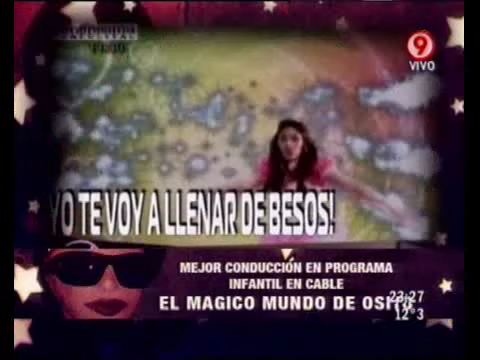 9
VIVO
YO TE VOY A LLENAR DE BESOS!
MEJOR CONDUCCIÓN EN PROGRAMA
INFANTIL EN CABLE
EL MAGICO MUNDO DE OSITO
23:27
12°3